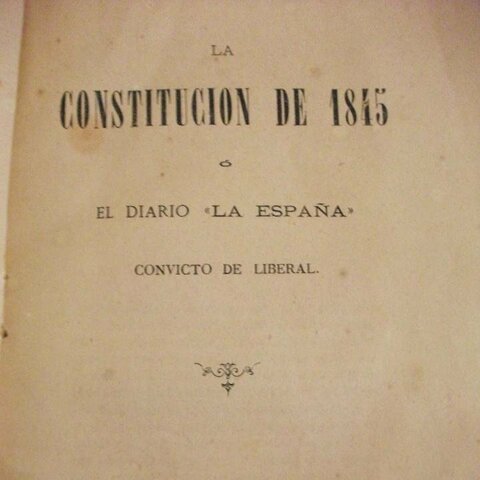 LA
CONSTITUCION DE 1845
ó
EL DIARIO «LA ESPAÑA»
CONVICTO DE LIBERAL.